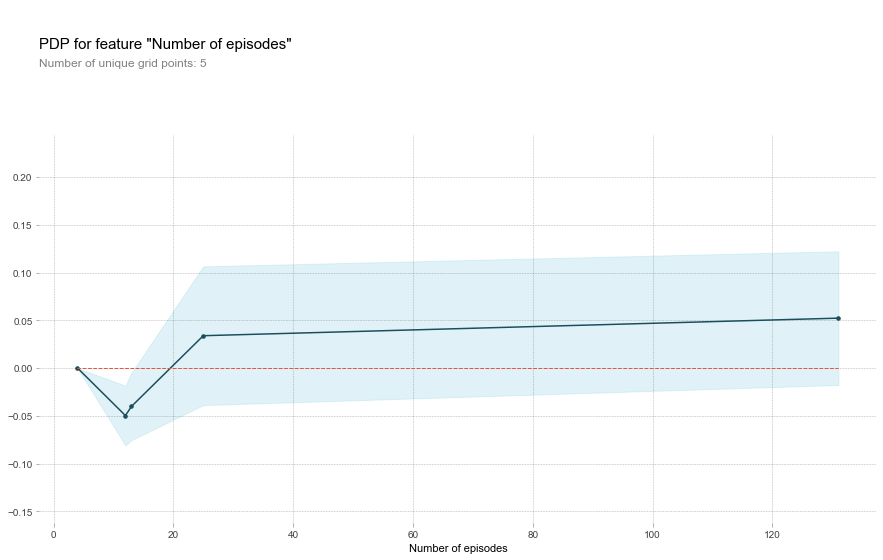 PDP for feature "Number of episodes"
Number of unique grid points: 5
0.20
0.15
0.10
0.05
0.00
−0.05
−0.10
−0.15
0 20 40 60 80 100 120
Number of episodes